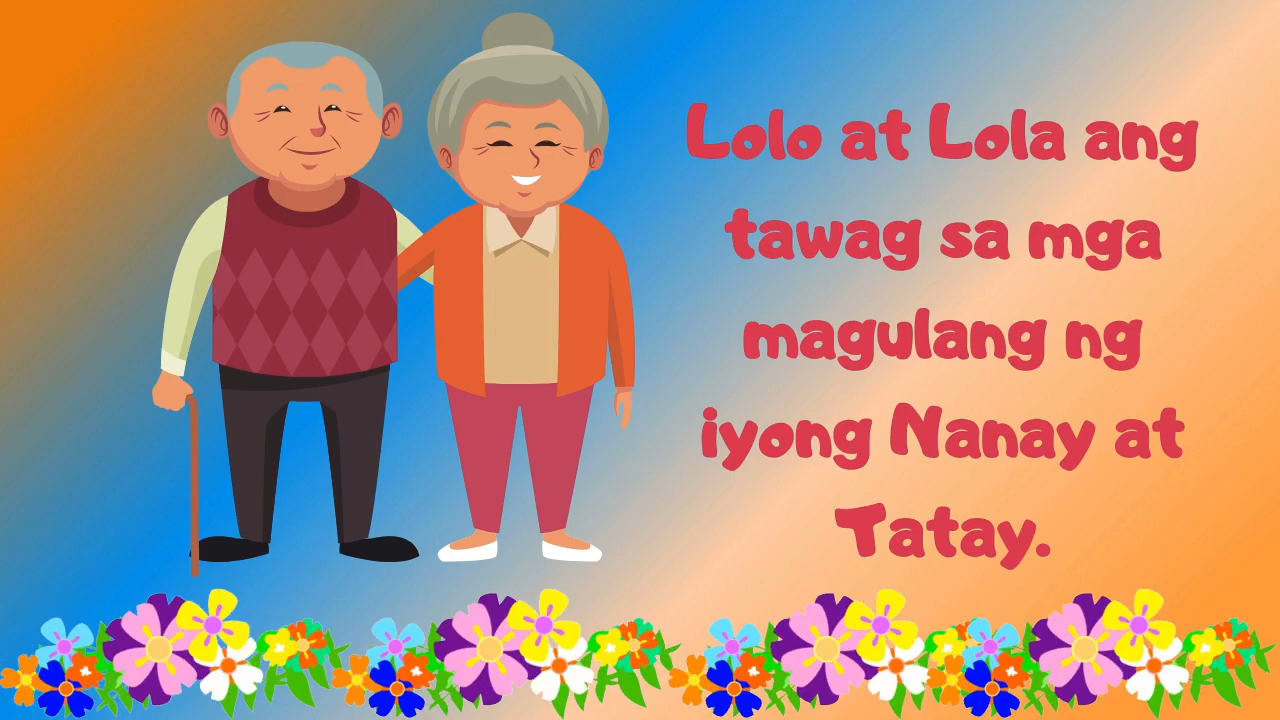 Lolo at Lola ang
tawag sa mga
magulang ng
iyong Nanay at
Tatay.